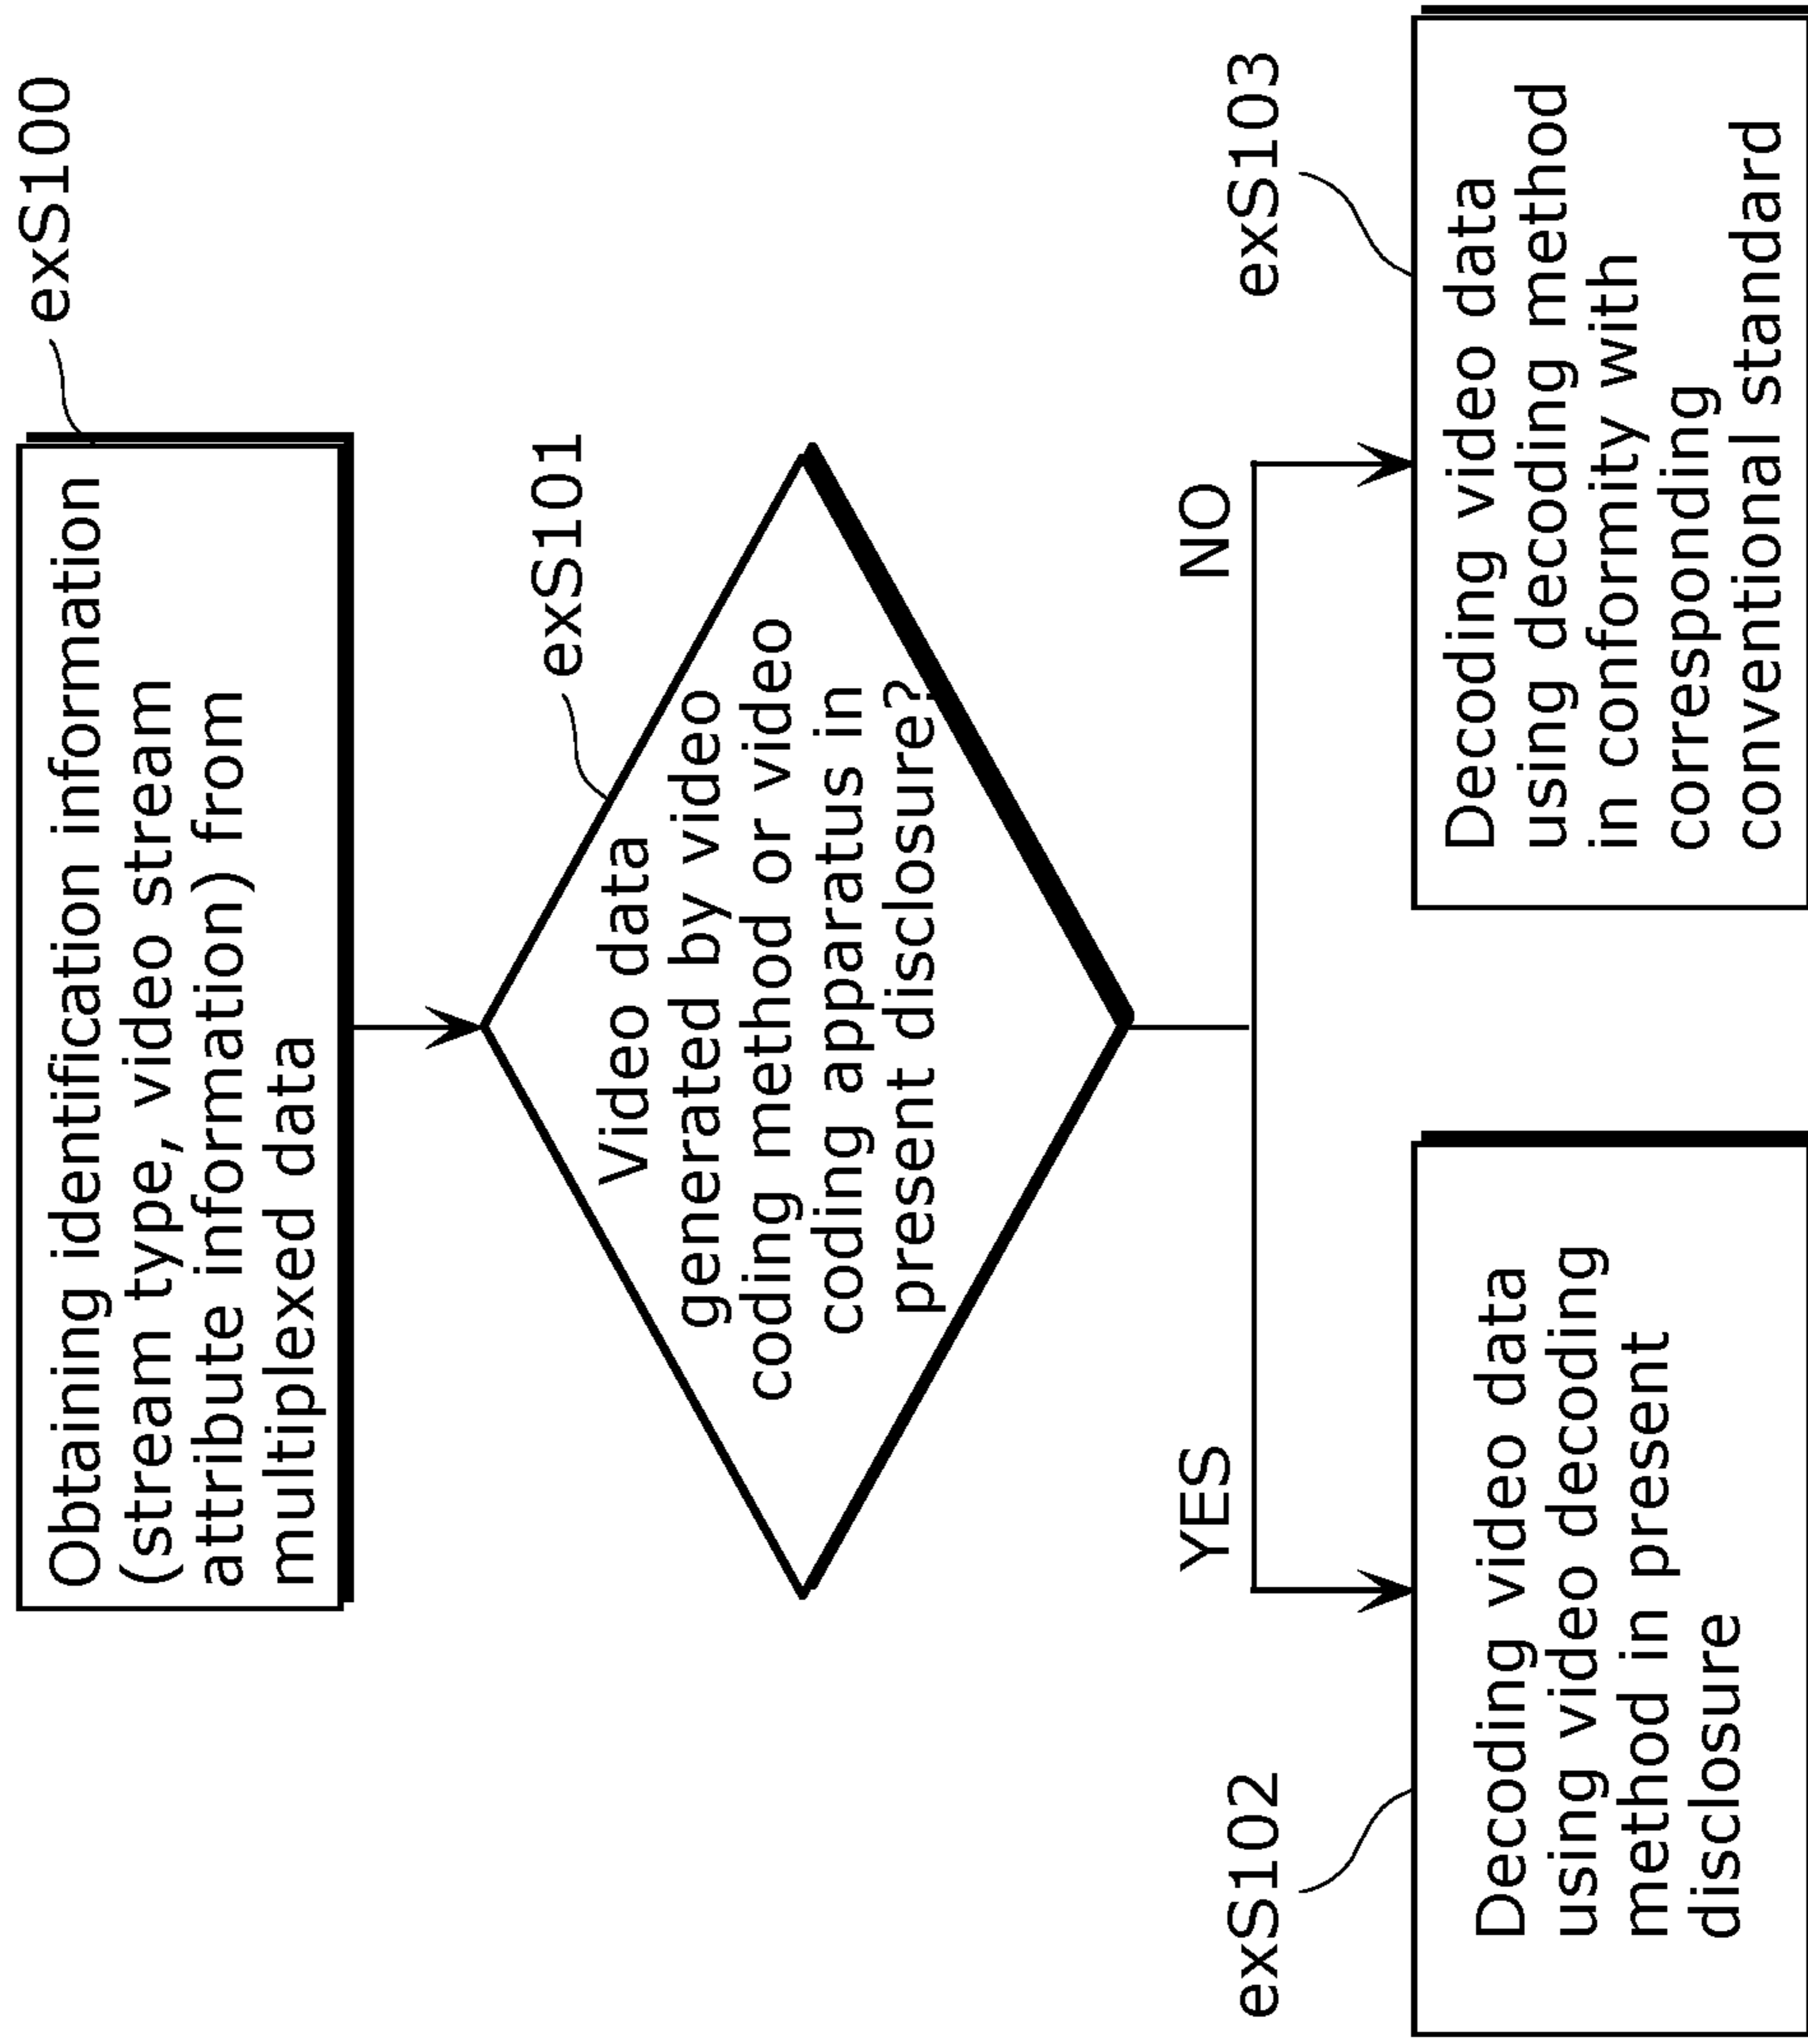 exS100
Obtaining identification information
(stream type, video stream
attribute information) from
multiplexed data
exS101
Video data
generated by video
coding method or video
coding apparatus in
present disclosure?
YES
NO
exS102
Decoding video data
using video decoding
method in present
disclosure
exS103
Decoding video data
using decoding method
in conformity with
corresponding
conventional standard